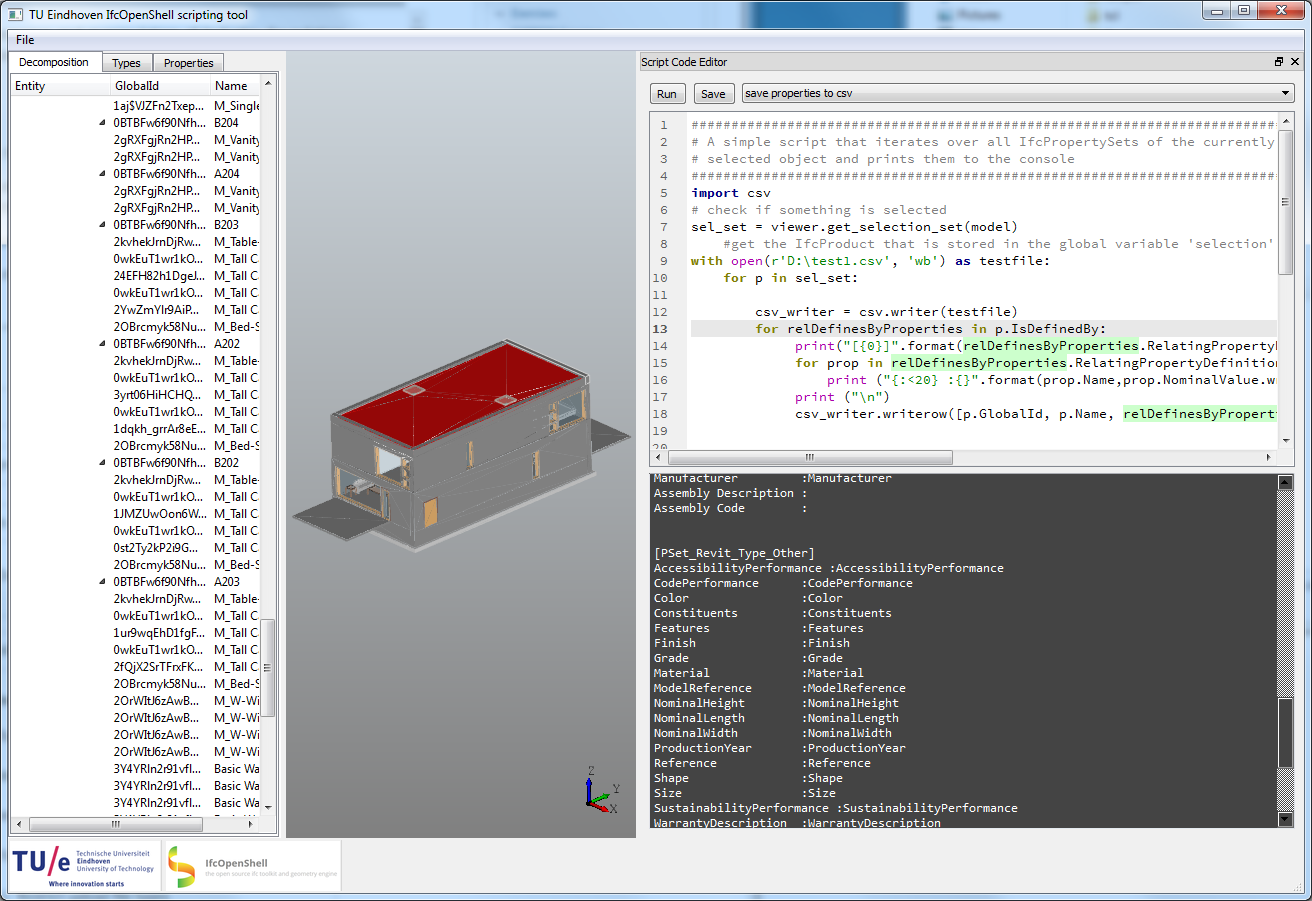 TU Eindhoven IfcOpenShell scripting tool
File
Decomposition Types Properties
Entity GlobalId Name
1aj$VJZFn2Txep... M_Single
0BTBFw6f90Nfh... B204
2gRXFgjRn2HP... M_Vanity
2gRXFgjRn2HP... M_Vanity
0BTBFw6f90Nfh... A204
2gRXFgjRn2HP... M_Vanity
2gRXFgjRn2HP... M_Vanity
0BTBFw6f90Nfh... B203
2kvhekJrnDjRw... M_Table-
0wkEuT1wr1kO... M_Tall C
24EFH82h1DgeJ... M_Tall C
0wkEuT1wr1kO... M_Tall C
2YwZmYIr9AiP... M_Tall C
2OBrcmyk58Nu... M_Bed-S
0BTBFw6f90Nfh... A202
2kvhekJrnDjRw... M_Table-
0wkEuT1wr1kO... M_Tall C
3yrt06HiHCHQ... M_Tall C
0wkEuT1wr1kO... M_Tall C
1dqkh_grrAr8eE... M_Tall C
2OBrcmyk58Nu... M_Bed-S
0BTBFw6f90Nfh... B202
2kvhekJrnDjRw... M_Table-
0wkEuT1wr1kO... M_Tall C
1JMZUwOon6W... M_Tall C
0wkEuT1wr1kO... M_Tall C
0st2Ty2kP2i9G... M_Tall C
2OBrcmyk58Nu... M_Bed-S
0BTBFw6f90Nfh... A203
2kvhekJrnDjRw... M_Table-
0wkEuT1wr1kO... M_Tall C
1ur9wqEhD1fgF... M_Tall C
0wkEuT1wr1kO... M_Tall C
2fQjX2SrTFrxFK... M_Tall C
2OBrcmyk58Nu... M_Bed-S
2OrWItJ6zAwB... M_W-Wi
2OrWItJ6zAwB... M_W-Wi
2OrWItJ6zAwB... M_W-Wi
2OrWItJ6zAwB... M_W-Wi
3Y4YRIn2r91vfI... Basic Wa
3Y4YRIn2r91vfI... Basic Wa
3Y4YRIn2r91vfI... Basic Wa
Z
Y
X
Script Code Editor
Run Save save properties to csv
1 ##########################################################################
2 # A simple script that iterates over all IfcPropertySets of the currently
3 # selected object and prints them to the console
4 ##########################################################################
5 import csv
6 # check if something is selected
7 sel_set = viewer.get_selection_set(model)
8 #get the IfcProduct that is stored in the global variable 'selection'
9 with open(r'D:\test1.csv', 'wb') as testfile:
10 for p in sel_set:
11
12 csv_writer = csv.writer(testfile)
13 for relDefinesByProperties in p.IsDefinedBy:
14 print("[{0}]".format(relDefinesByProperties.RelatingProperty
15 for prop in relDefinesByProperties.RelatingPropertyDefinition
16 print ("{:<20} :{}".format(prop.Name,prop.NominalValue.w
17 print ("\n")
18 csv_writer.writerow([p.GlobalId, p.Name, relDefinesByPropert
19
20
Manufacturer :Manufacturer
Assembly Description :
Assembly Code :
[PSet_Revit_Type_Other]
AccessibilityPerformance :AccessibilityPerformance
CodePerformance :CodePerformance
Color :Color
Constituents :Constituents
Features :Features
Finish :Finish
Grade :Grade
Material :Material
ModelReference :ModelReference
NominalHeight :NominalHeight
NominalLength :NominalLength
NominalWidth :NominalWidth
ProductionYear :ProductionYear
Reference :Reference
Shape :Shape
Size :Size
SustainabilityPerformance :SustainabilityPerformance
WarrantyDescription :WarrantyDescription
TU/e Technische Universiteit
Eindhoven
University of Technology
Where innovation starts
IfcOpenShell
the open source ifc toolkit and geometry engine